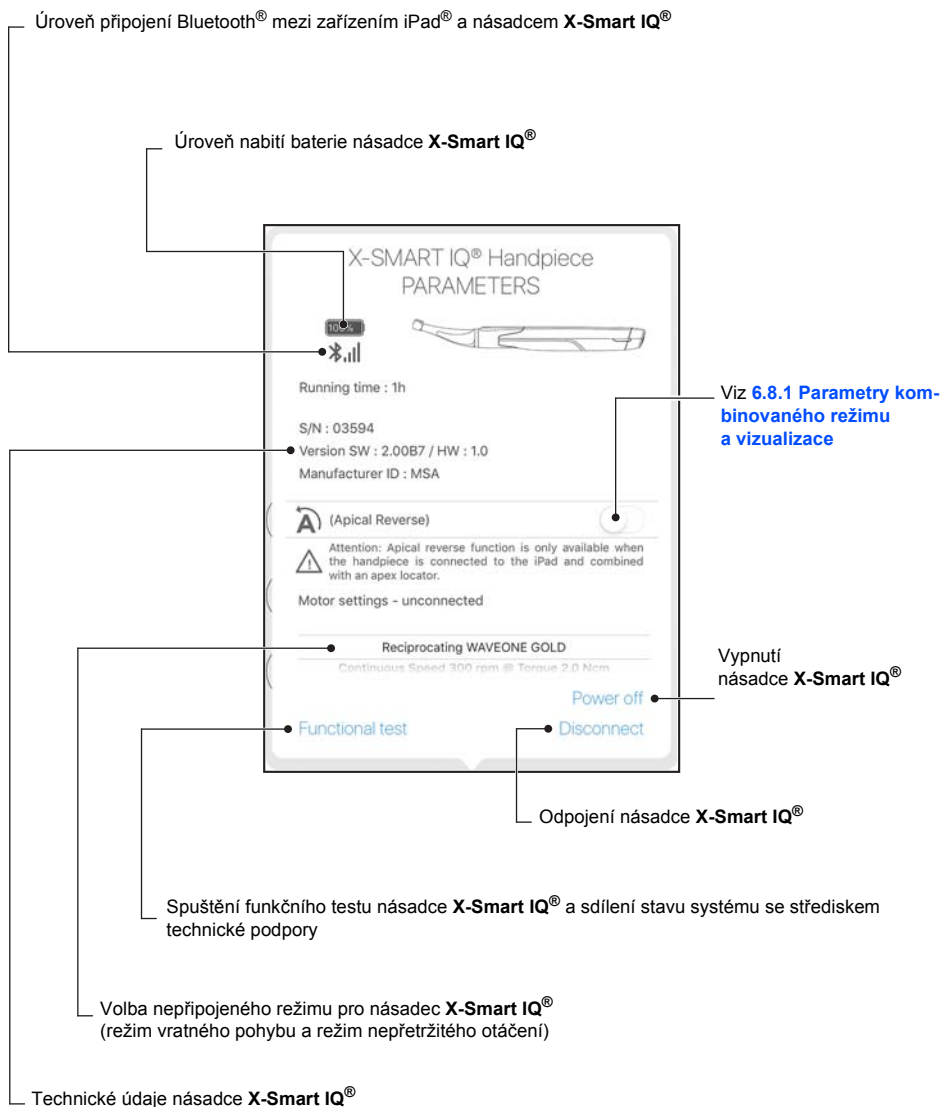 Úroveň připojení Bluetooth® mezi zařízením iPad® a násadcem X-Smart IQ®
Úroveň nabití baterie násadce X-Smart IQ®
X-SMART IQ® Handpiece
PARAMETERS
100%
Running time : 1h
S/N : 03594
Version SW : 2.00B7 / HW : 1.0
Manufacturer ID : MSA
Viz 6.8.1 Parametry kom-
binovaného režimu
a vizualizace
A (Apical Reverse)
Attention: Apical reverse function is only available when
the handpiece is connected to the iPad and combined
with an apex locator.
Motor settings - unconnected
Reciprocating WAVEONE GOLD
Continuous Speed 300 rpm @ Torque 2.0 Ncm
Vypnutí
násadce X-Smart IQ®
Power off
Functional test
Disconnect
Odpojení násadce X-Smart IQ®
Spuštění funkčního testu násadce X-Smart IQ® a sdílení stavu systému se střediskem
technické podpory
Volba nepřipojeného režimu pro násadec X-Smart IQ®
(režim vratného pohybu a režim nepřetržitého otáčení)
Technické údaje násadce X-Smart IQ®